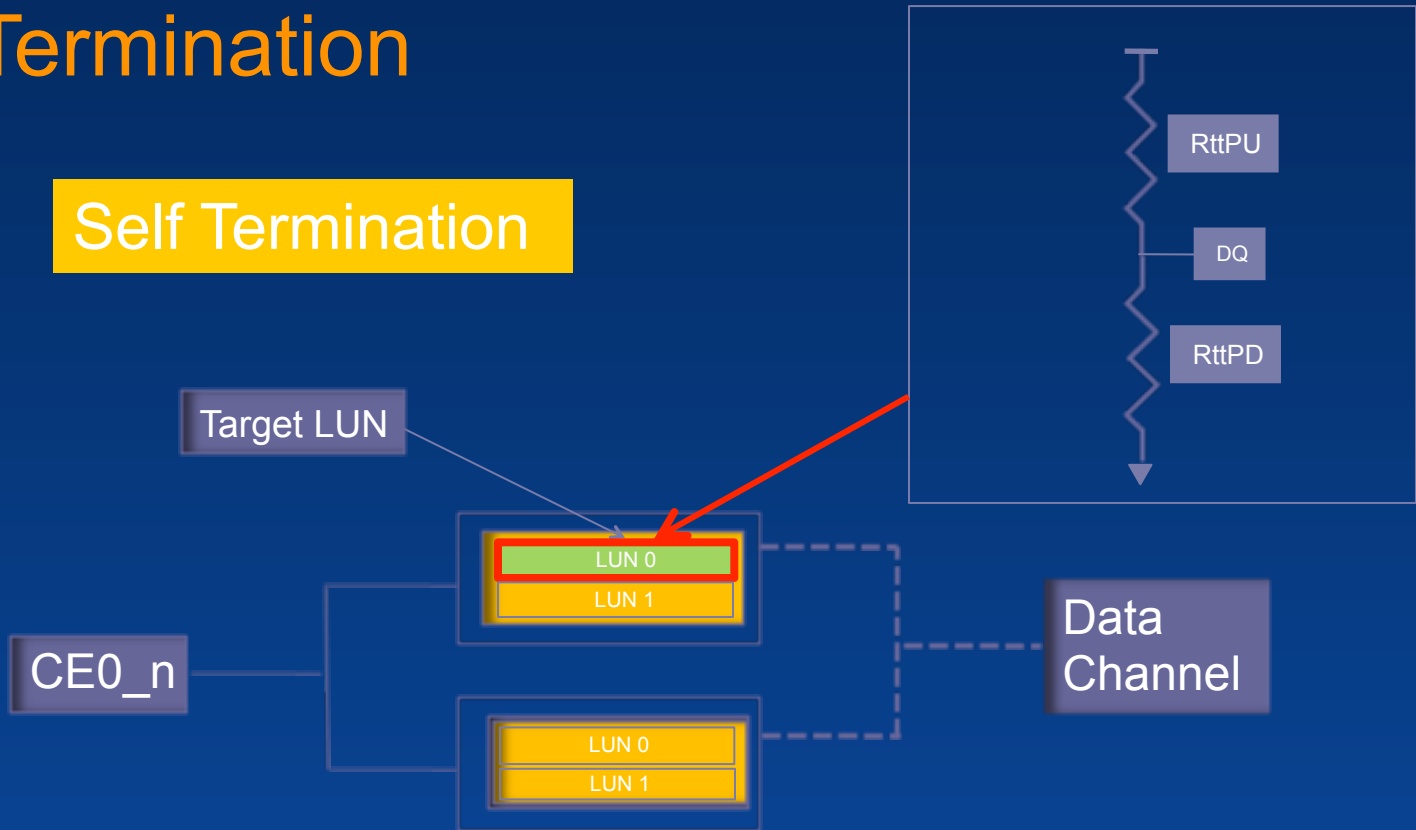 Termination
Self Termination
RttPU
DQ
RttPD
Target LUN
LUN 0
LUN 1
CE0_n
Data
Channel
LUN 0
LUN 1